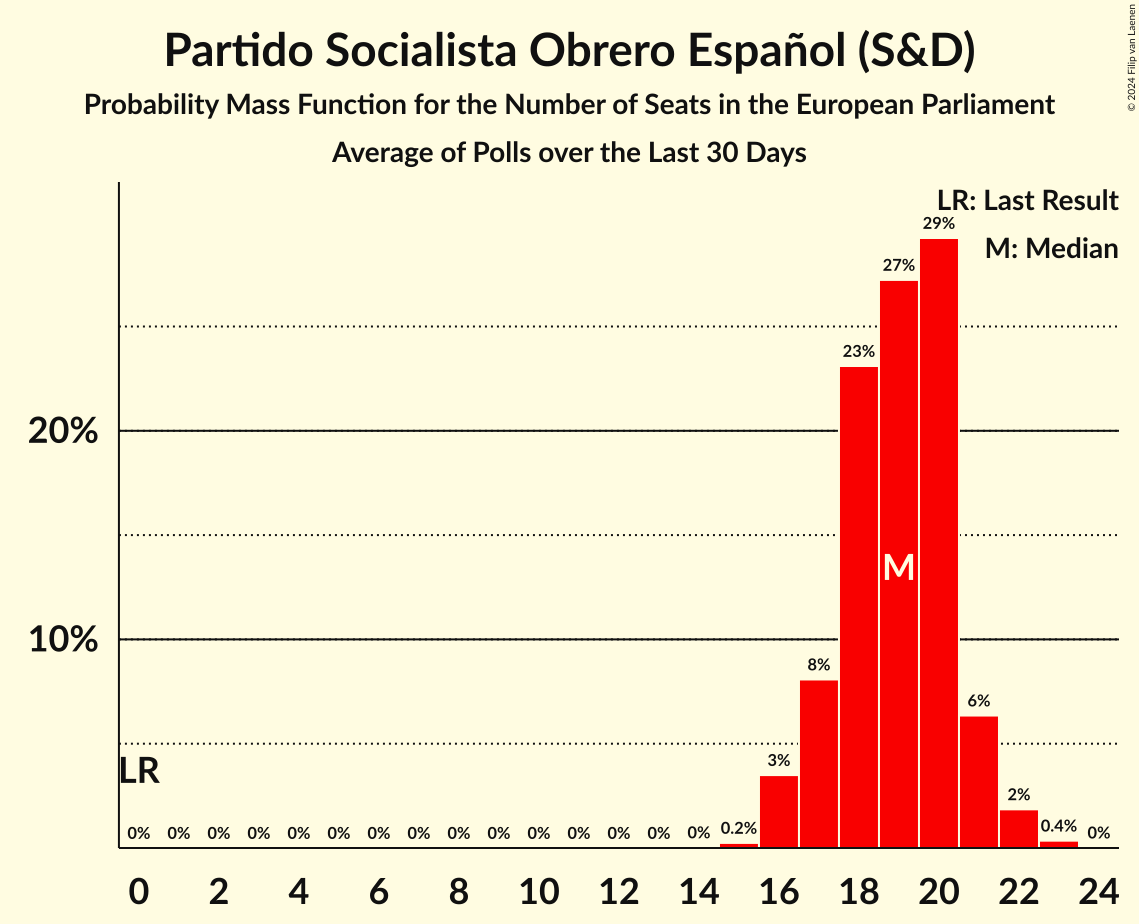 Partido Socialista Obrero Español (S&D)
Probability Mass Function for the Number of Seats in the European Parliament
Average of Polls over the Last 30 Days
© 2024 Filip van Laenen
LR: Last Result
M: Median
29%
27%
23%
20%
M
10%
8%
6%
LR
3%
2%
0% 0% 0% 0% 0% 0% 0% 0% 0% 0% 0% 0% 0% 0% 0% 0.2% 0.4% 0%
0 2 4 6 8 10 12 14 16 18 20 22 24